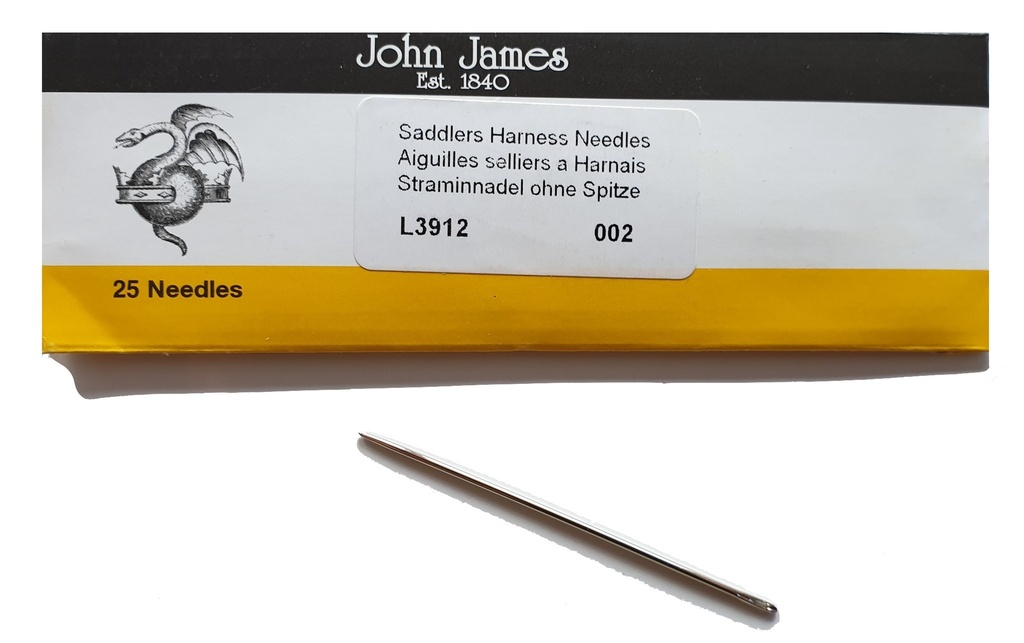 John James
Est. 1840
Saddlers Harness Needles
Aiguilles selliers a Harnais
Straminnadel ohne Spitze
L3912 002
25 Needles